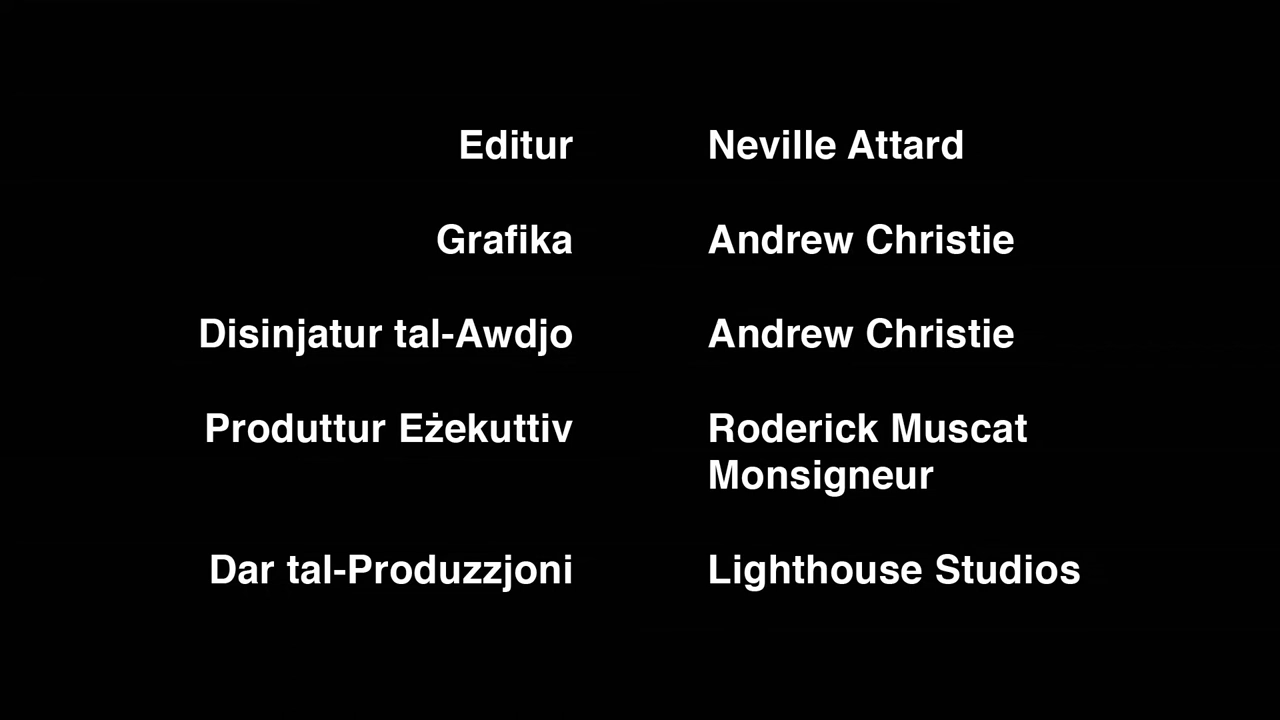 Editur Neville Attard
Grafika Andrew Christie
Disinjatur tal-Awdjo Andrew Christie
Produttur Eżekuttiv Roderick Muscat
Monsigneur
Dar tal-Produzzjoni Lighthouse Studios